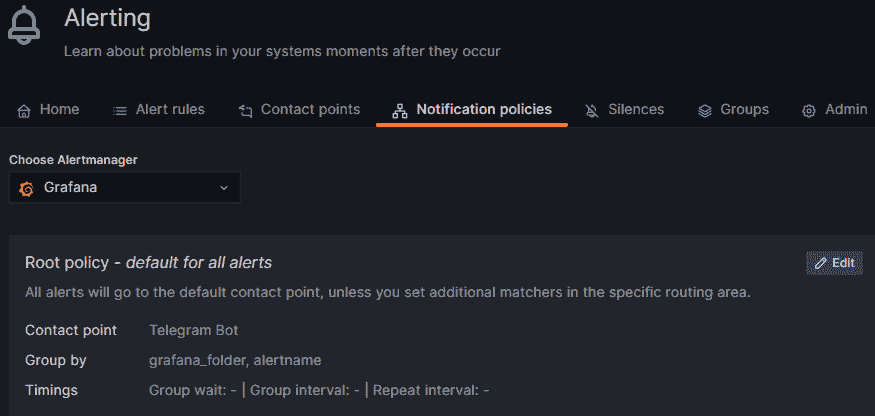 Alerting
Learn about problems in your systems moments after they occur
Home Alert rules Contact points Notification policies Silences Groups Admin
Choose Alertmanager
Grafana
Root policy - default for all alerts Edit
All alerts will go to the default contact point, unless you set additional matchers in the specific routing area.
Contact point Telegram Bot
Group by grafana_folder, alertname
Timings Group wait: - | Group interval: - | Repeat interval: -